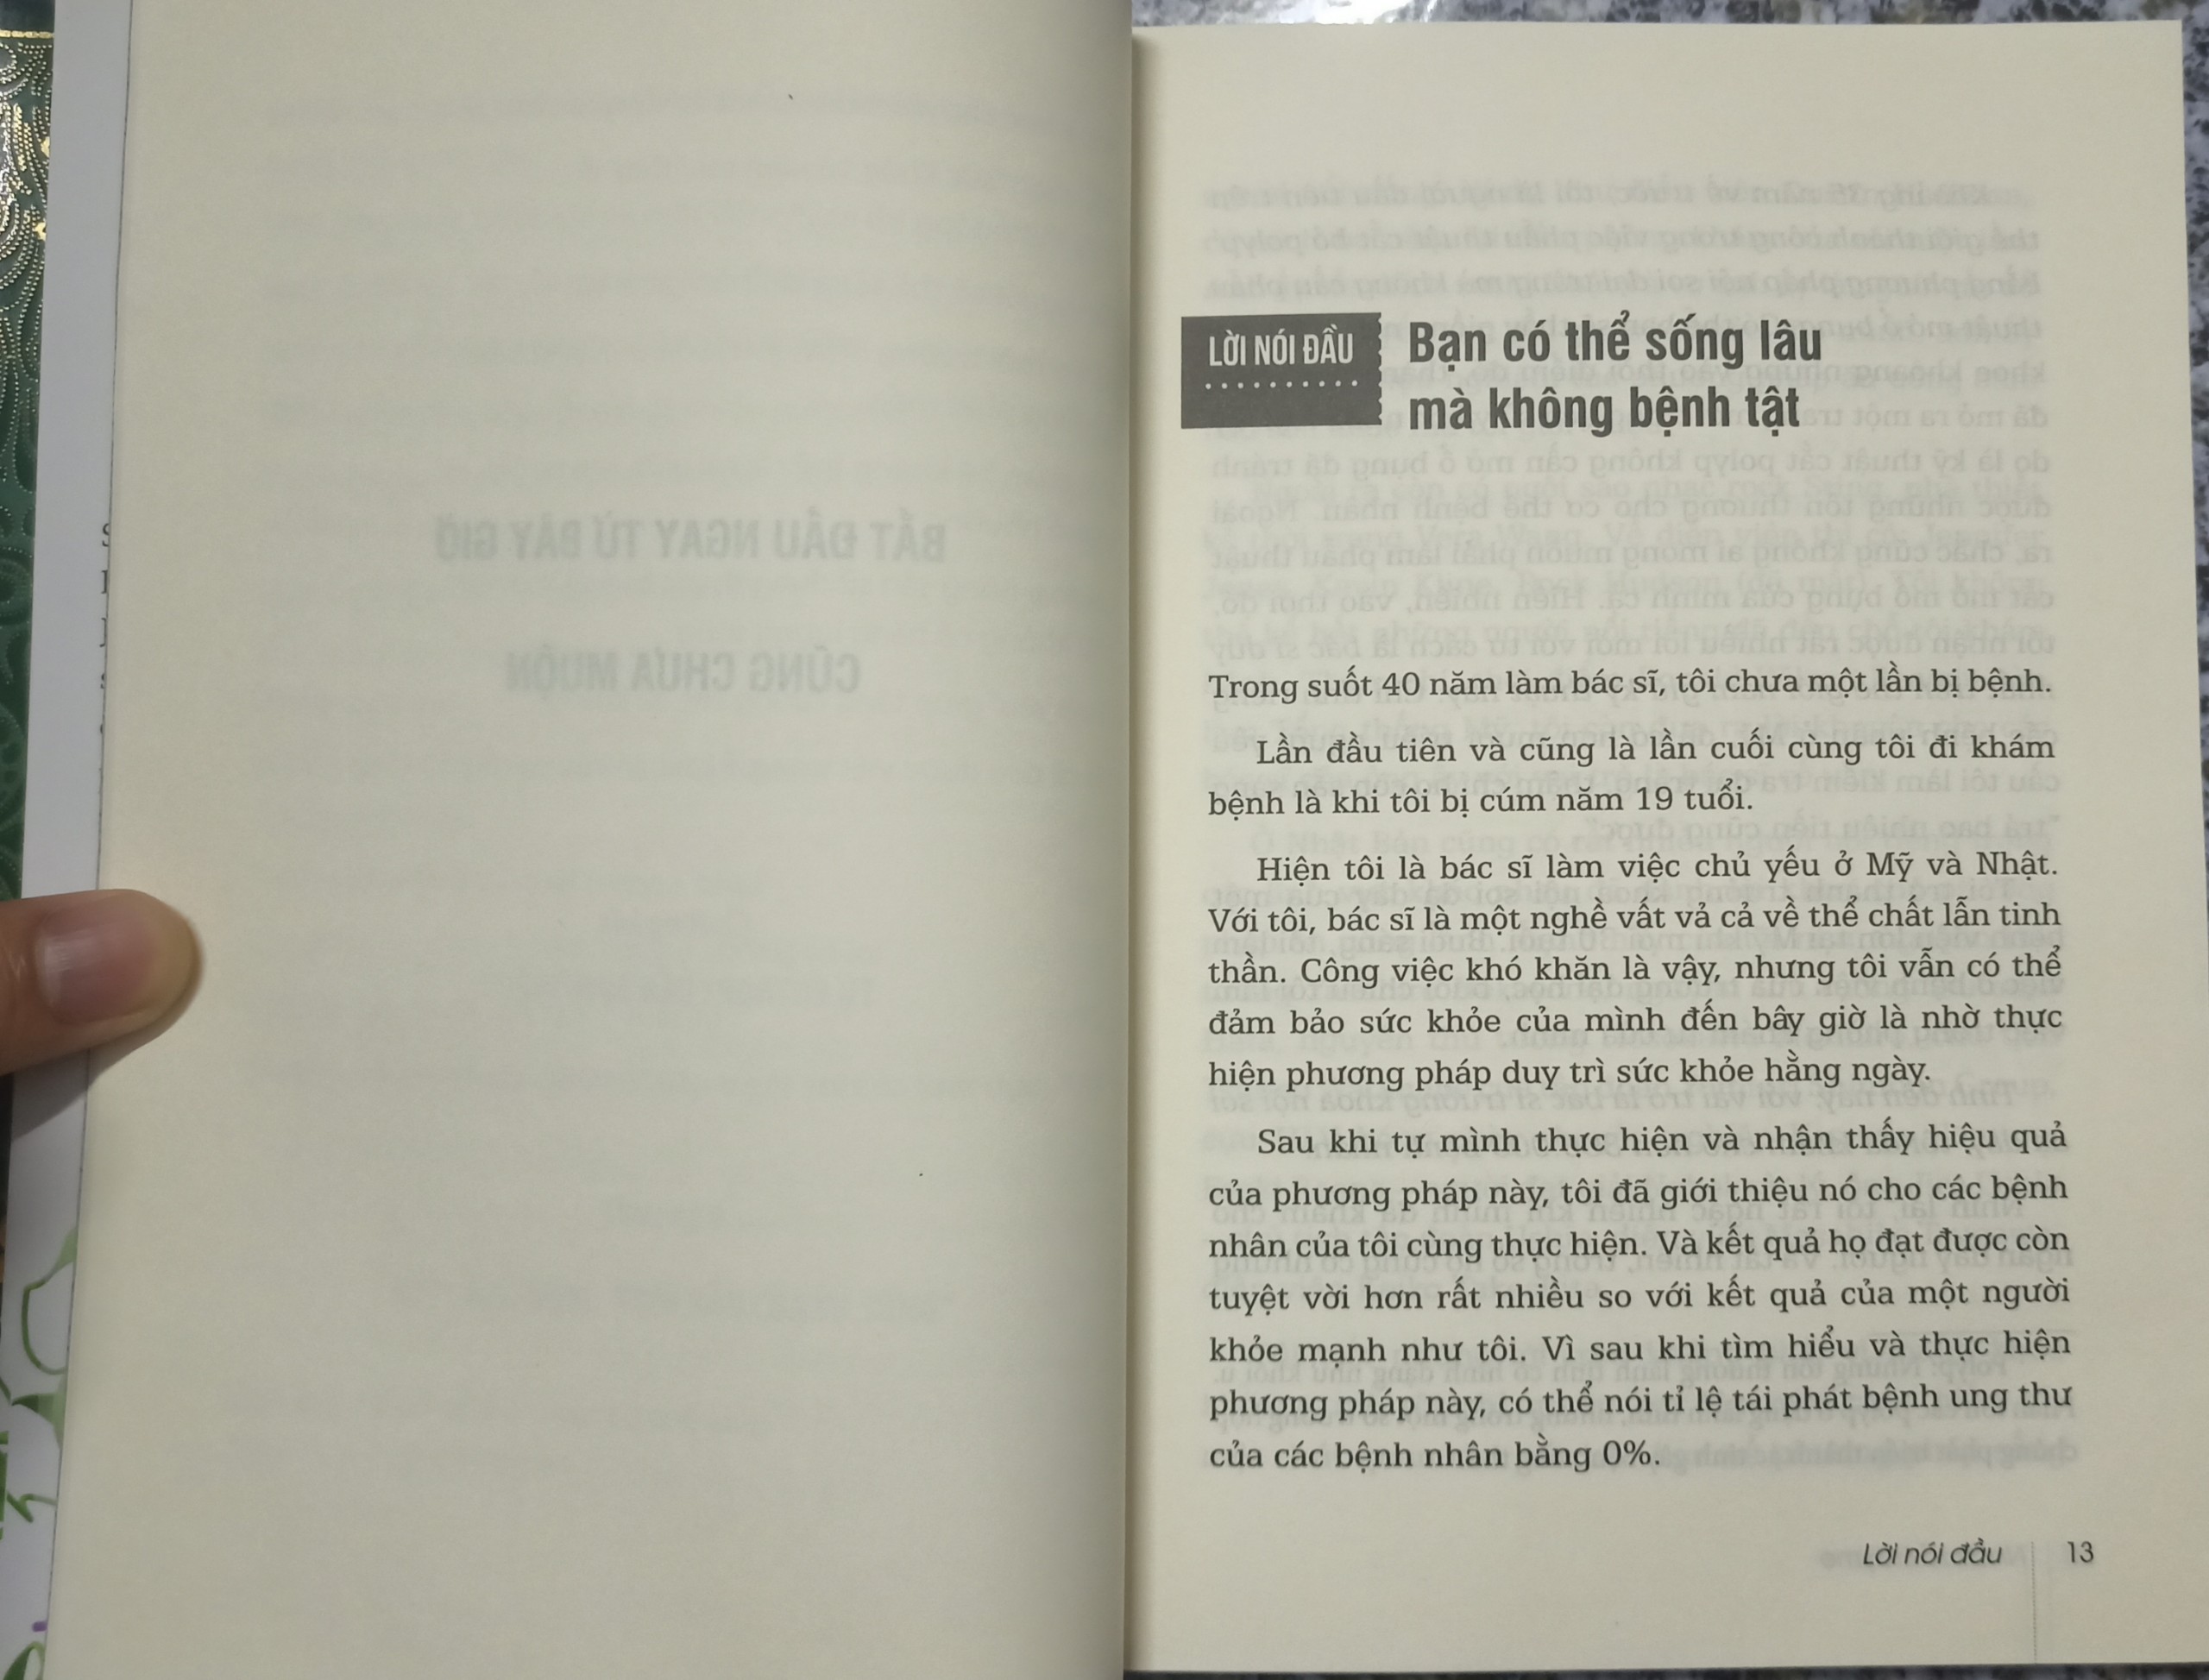 BẮT ĐẦU NGAY TỪ BÂY GIỜ
CŨNG CHƯA MUỘN
LỜI NÓI ĐẦU
Bạn có thể sống lâu
mà không bệnh tật
Trong suốt 40 năm làm bác sĩ, tôi chưa một lần bị bệnh.
Lần đầu tiên và cũng là lần cuối cùng tôi đi khám
bệnh là khi tôi bị cúm năm 19 tuổi.
Hiện tôi là bác sĩ làm việc chủ yếu ở Mỹ và Nhật.
Với tôi, bác sĩ là một nghề vất vả cả về thể chất lẫn tinh
thần. Công việc khó khăn là vậy, nhưng tôi vẫn có thể
đảm bảo sức khỏe của mình đến bây giờ là nhờ thực
hiện phương pháp duy trì sức khỏe hằng ngày.
Sau khi tự mình thực hiện và nhận thấy hiệu quả
của phương pháp này, tôi đã giới thiệu nó cho các bệnh
nhân của tôi cùng thực hiện. Và kết quả họ đạt được còn
tuyệt vời hơn rất nhiều so với kết quả của một người
khỏe mạnh như tôi. Vì sau khi tìm hiểu và thực hiện
phương pháp này, có thể nói tỉ lệ tái phát bệnh ung thư
của các bệnh nhân bằng 0%.
Lời nói đầu
13